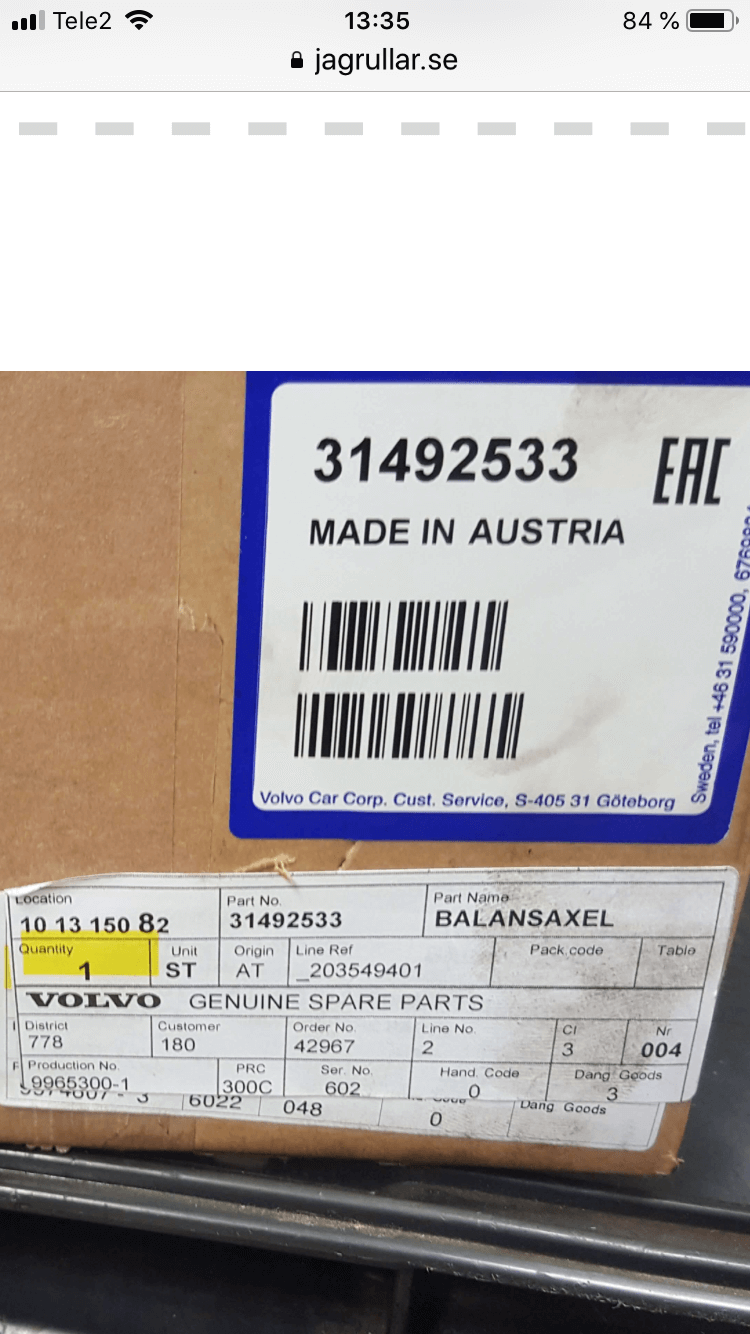 Tele2
13:35
84 %
jagrullar.se
31492533
EAC
MADE IN AUSTRIA
Volvo Car Corp. Cust. Service, S-405 31 Göteborg
Sweden, tel +46 31 590000,
Location
10 13 150 82
Part No.
31492533
Part Name
BALANSAXEL
Quantity
1
Unit
ST
Origin
AT
Line Ref
_203549401
Pack.code
Table
VOLVO GENUINE SPARE PARTS
District
778
Customer
180
Order No.
42967
Line No.
2
CI
3
Nr
004
Production No.
9965300-1
PRC
300C
Ser. No.
602
Hand. Code
0
Dang Goods
3
6022
048
0
Dang Goods